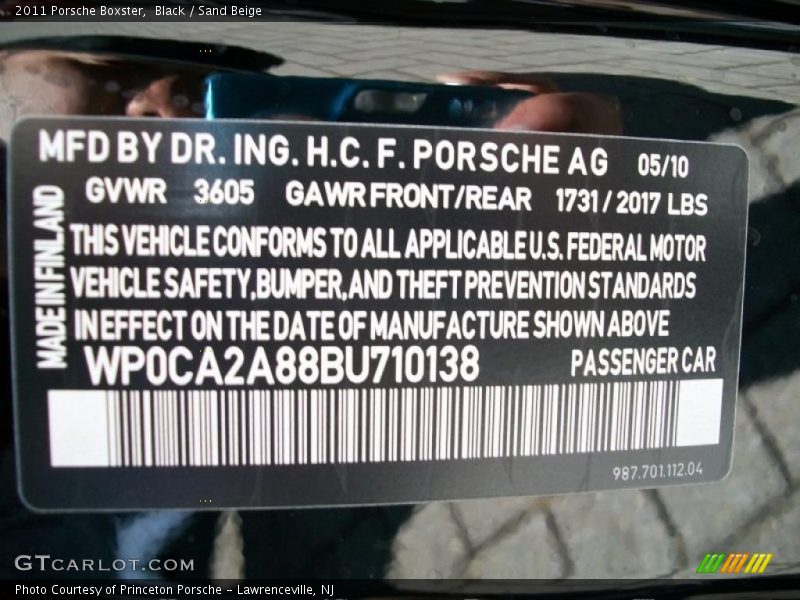 2011 Porsche Boxster,  Black / Sand Beige
MFD BY DR. ING. H.C. F. PORSCHE AG 05/10
GVWR 3605 GAWR FRONT/REAR 1731 / 2017 LBS
MADE IN FINLAND
THIS VEHICLE CONFORMS TO ALL APPLICABLE U.S. FEDERAL MOTOR
VEHICLE SAFETY, BUMPER, AND THEFT PREVENTION STANDARDS
IN EFFECT ON THE DATE OF MANUFACTURE SHOWN ABOVE
WP0CA2A88BU710138 PASSENGER CAR
987.701.112.04
GTCARLOT.COM
Photo Courtesy of Princeton Porsche - Lawrenceville, NJ